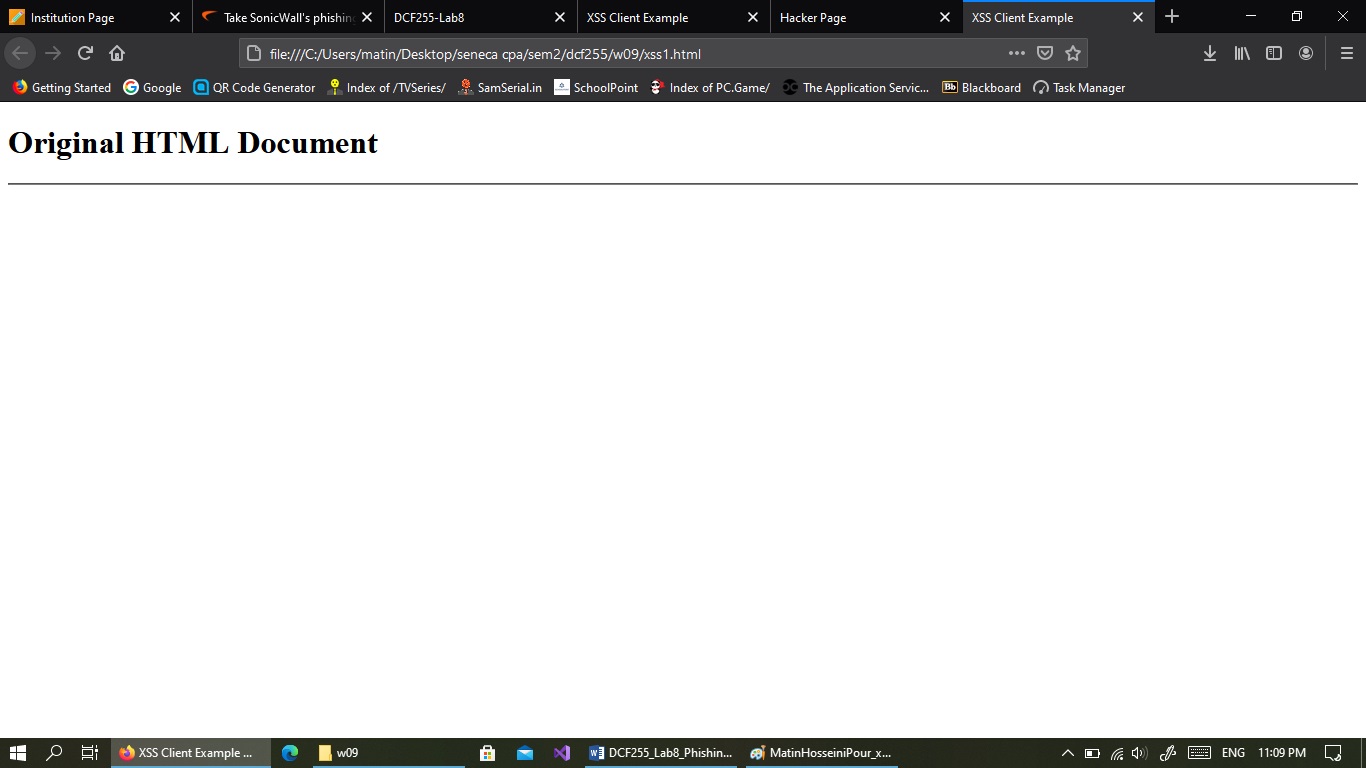 Institution Page
Take SonicWall's phishing
DCF255-Lab8
XSS Client Example
Hacker Page
XSS Client Example
file:///C:/Users/matin/Desktop/seneca cpa/sem2/dcf255/w09/xss1.html
Getting Started
Google
QR Code Generator
Index of /TVSeries/
SamSerial.in
SchoolPoint
Index of PC.Game/
The Application Servic...
Bb Blackboard
Task Manager
Original HTML Document
XSS Client Example ...
w09
DCF255_Lab8_Phishin...
MatinHosseiniPour_x...
ENG
11:09 PM